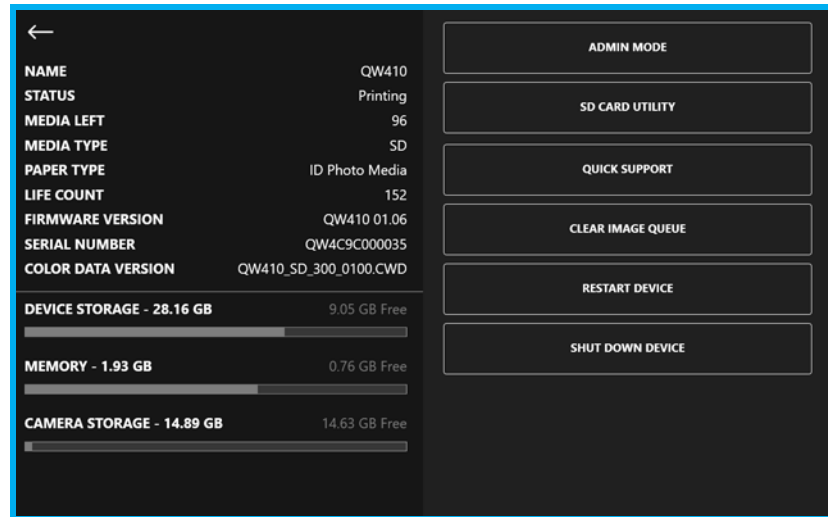 NAME QW410
STATUS Printing
MEDIA LEFT 96
MEDIA TYPE SD
PAPER TYPE ID Photo Media
LIFE COUNT 152
FIRMWARE VERSION QW410 01.06
SERIAL NUMBER QW4C9C000035
COLOR DATA VERSION QW410_SD_300_0100.CWD
DEVICE STORAGE - 28.16 GB 9.05 GB Free
MEMORY - 1.93 GB 0.76 GB Free
CAMERA STORAGE - 14.89 GB 14.63 GB Free
ADMIN MODE
SD CARD UTILITY
QUICK SUPPORT
CLEAR IMAGE QUEUE
RESTART DEVICE
SHUT DOWN DEVICE